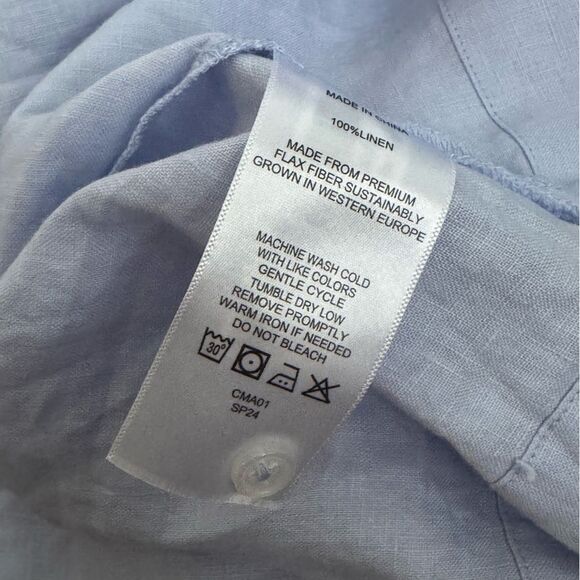 MADE IN CHINA
100%LINEN
MADE FROM PREMIUM
FLAX FIBER SUSTAINABLY
GROWN IN WESTERN EUROPE
MACHINE WASH COLD
WITH LIKE COLORS
GENTLE CYCLE
TUMBLE DRY LOW
REMOVE PROMPTLY
WARM IRON IF NEEDED
DO NOT BLEACH
30°
CMA01
SP24